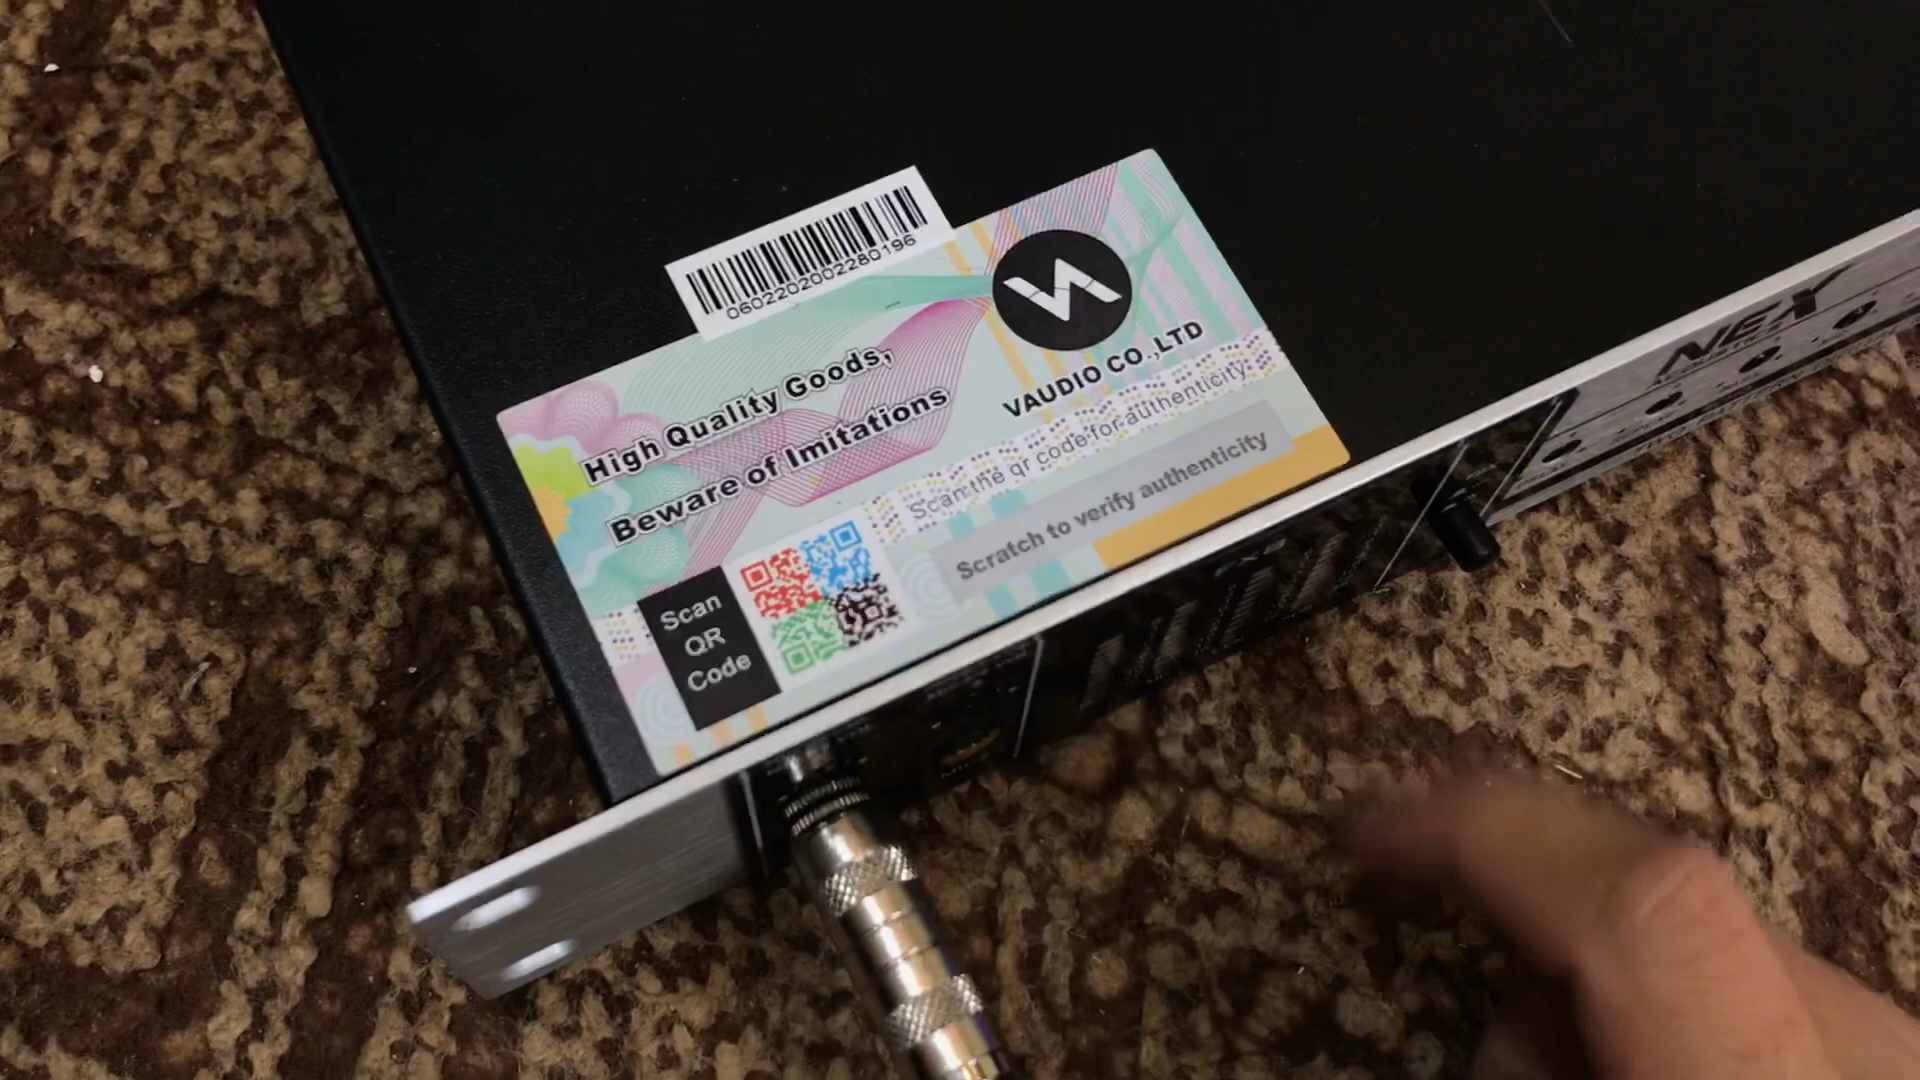 0602202002280196
VAUDIO CO.,LTD
High Quality Goods,
Beware of Imitations
Scan the qr code for authenticity
Scratch to verify authenticity
Scan
QR
Code
NEXY